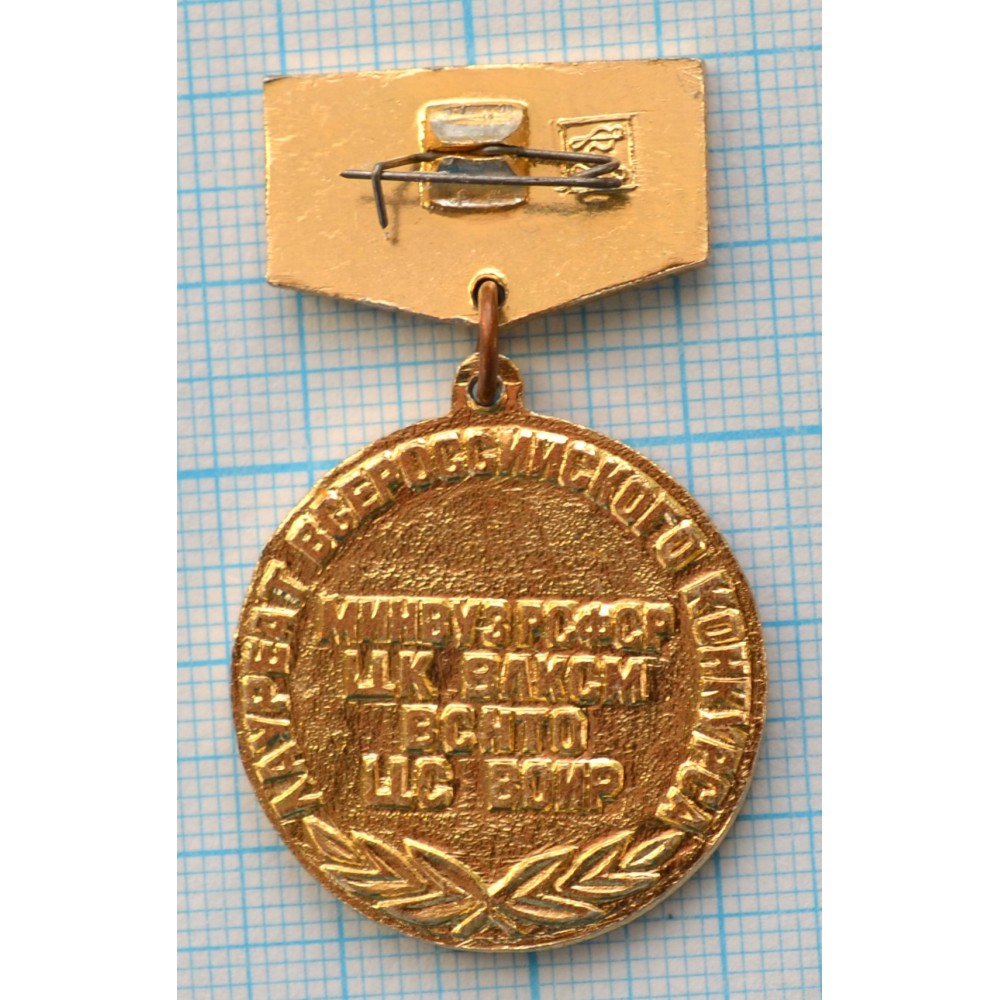 ЛАУРЕАТ ВСЕРОССИЙСКОГО КОНКУРСА
МИНВУЗ РСФСР
ЦК ВЛКСМ
ВСНТО
ЦС ВОИР